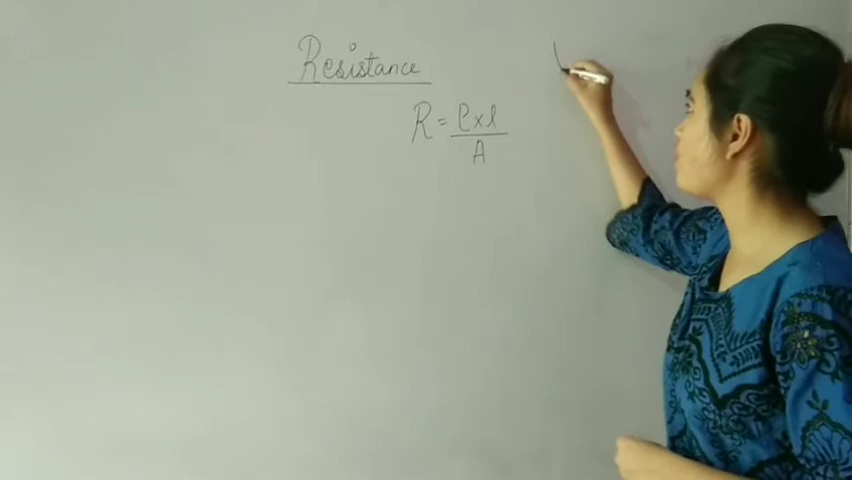 Resistance
R = ρ x l
A